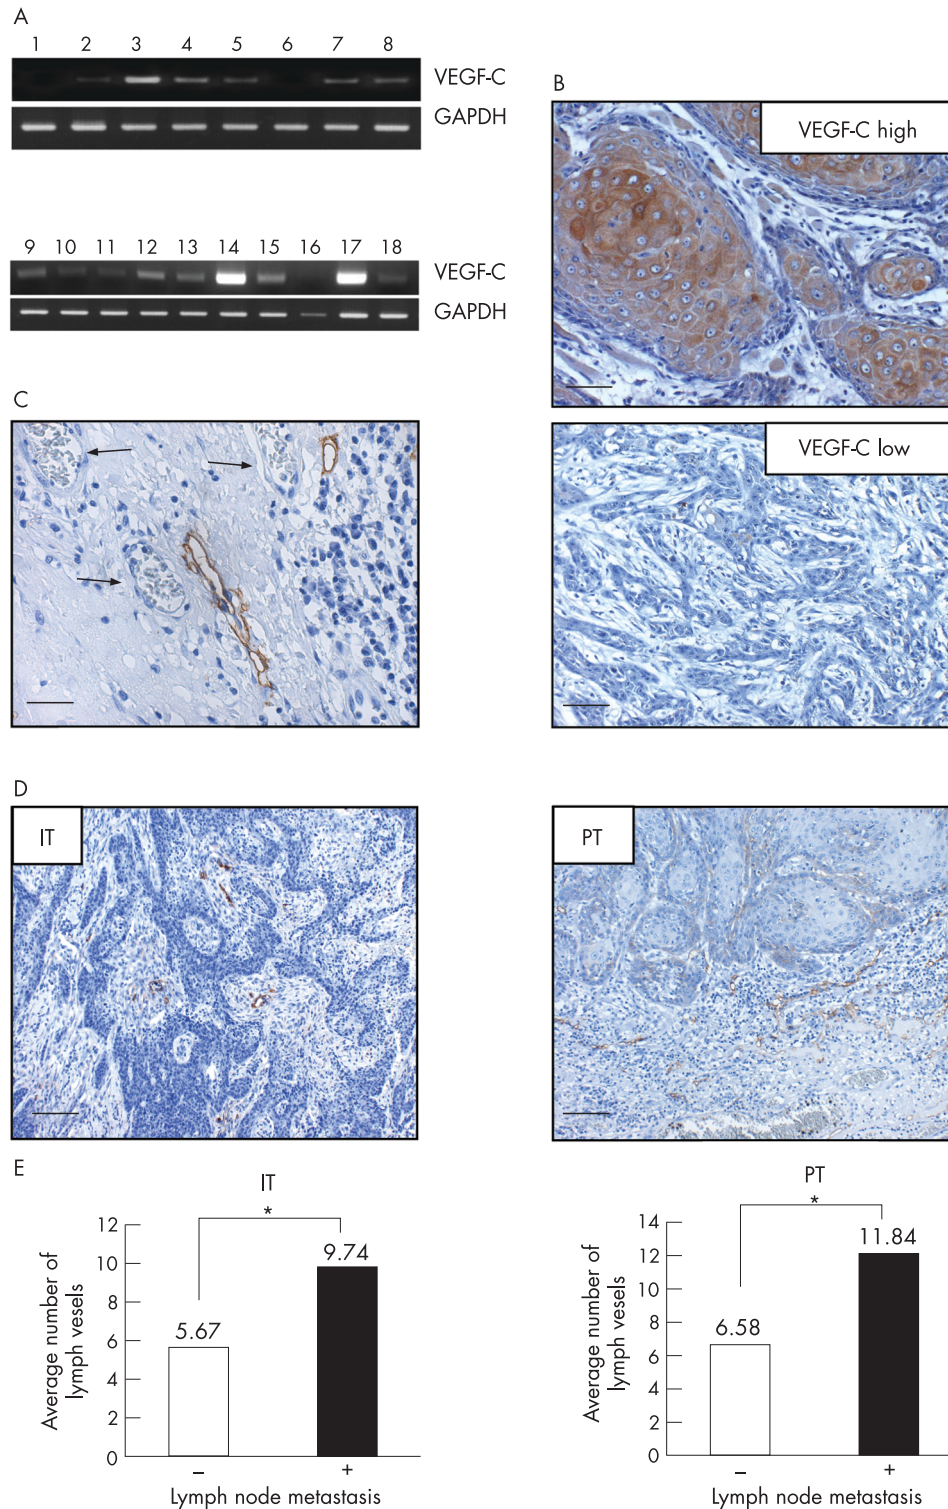 A
1 2 3 4 5 6 7 8
VEGF-C
GAPDH
9 10 11 12 13 14 15 16 17 18
VEGF-C
GAPDH
B
VEGF-C high
VEGF-C low
C
D
IT
PT
E
IT
*
Average number of
lymph vesels
12
10
8
6
4
2
0
5.67
9.74
– +
Lymph node metastasis
PT
*
Average number of
lymph vessels
14
12
10
8
6
4
2
0
6.58
11.84
– +
Lymph node metastasis